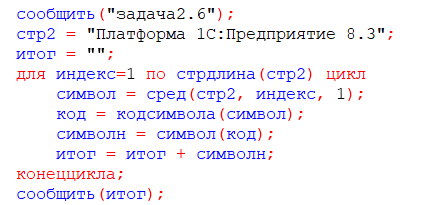 сообщить("задача2.6");
стр2 = "Платформа 1С:Предприятие 8.3";
итог = "";
для индекс=1 по стрдлина(стр2) цикл
символ = сред(стр2, индекс, 1);
код = кодсимвола(символ);
символн = символ(код);
итог = итог + символн;
конеццикла;
сообщить(итог);